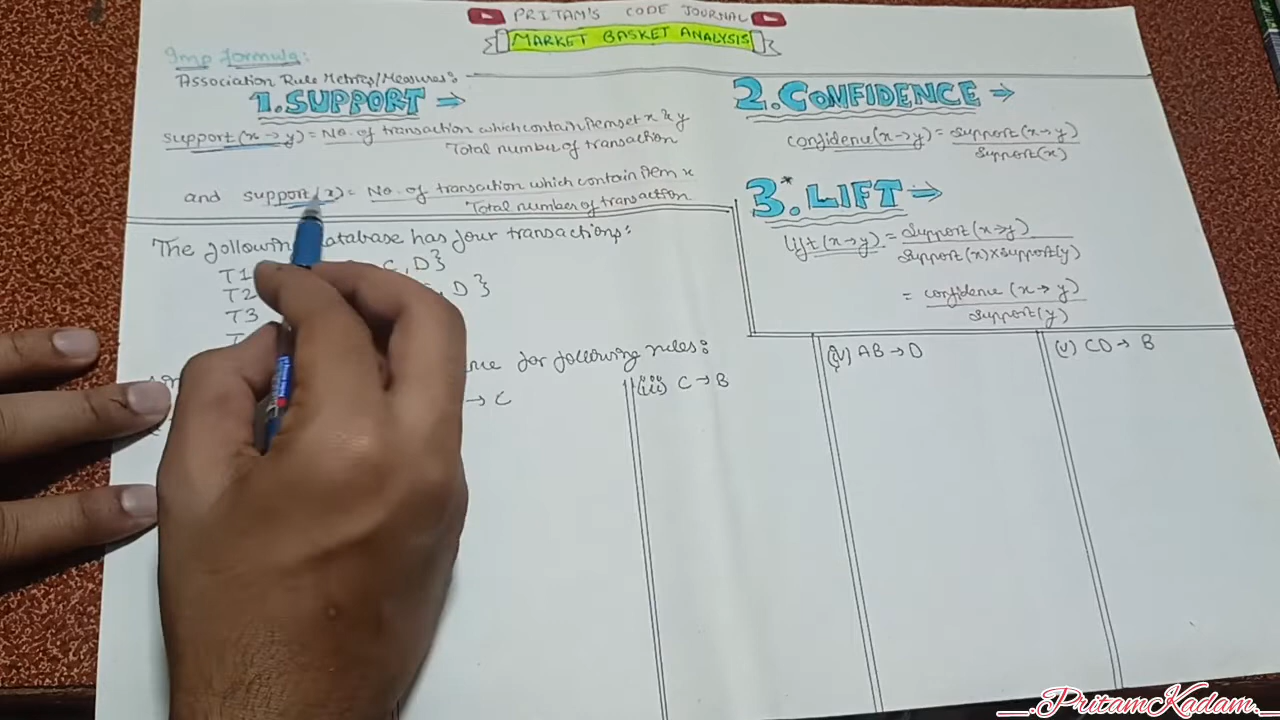 PRITAM'S CODE JOURNAL
MARKET BASKET ANALYSIS
Imp formula:
Association Rule Metrics/Measures:
1. SUPPORT →
support (x → y) = No. of transaction which contain itemset x & y
Total number of transaction
and support (x) = No. of transaction which contain item x
Total number of transaction
2. CONFIDENCE →
confidence (x → y) = support (x → y)
support (x)
3. LIFT →
Lift (x → y) = support (x → y)
support (x) × support (y)
= confidence (x → y)
support (y)
The following database has four transactions:
T1 C, D}
T2 , D }
T3
for following rules:
→ C
(iii) C → B
(iv) AB → D
(v) CD → B
__.PritamKadam.__